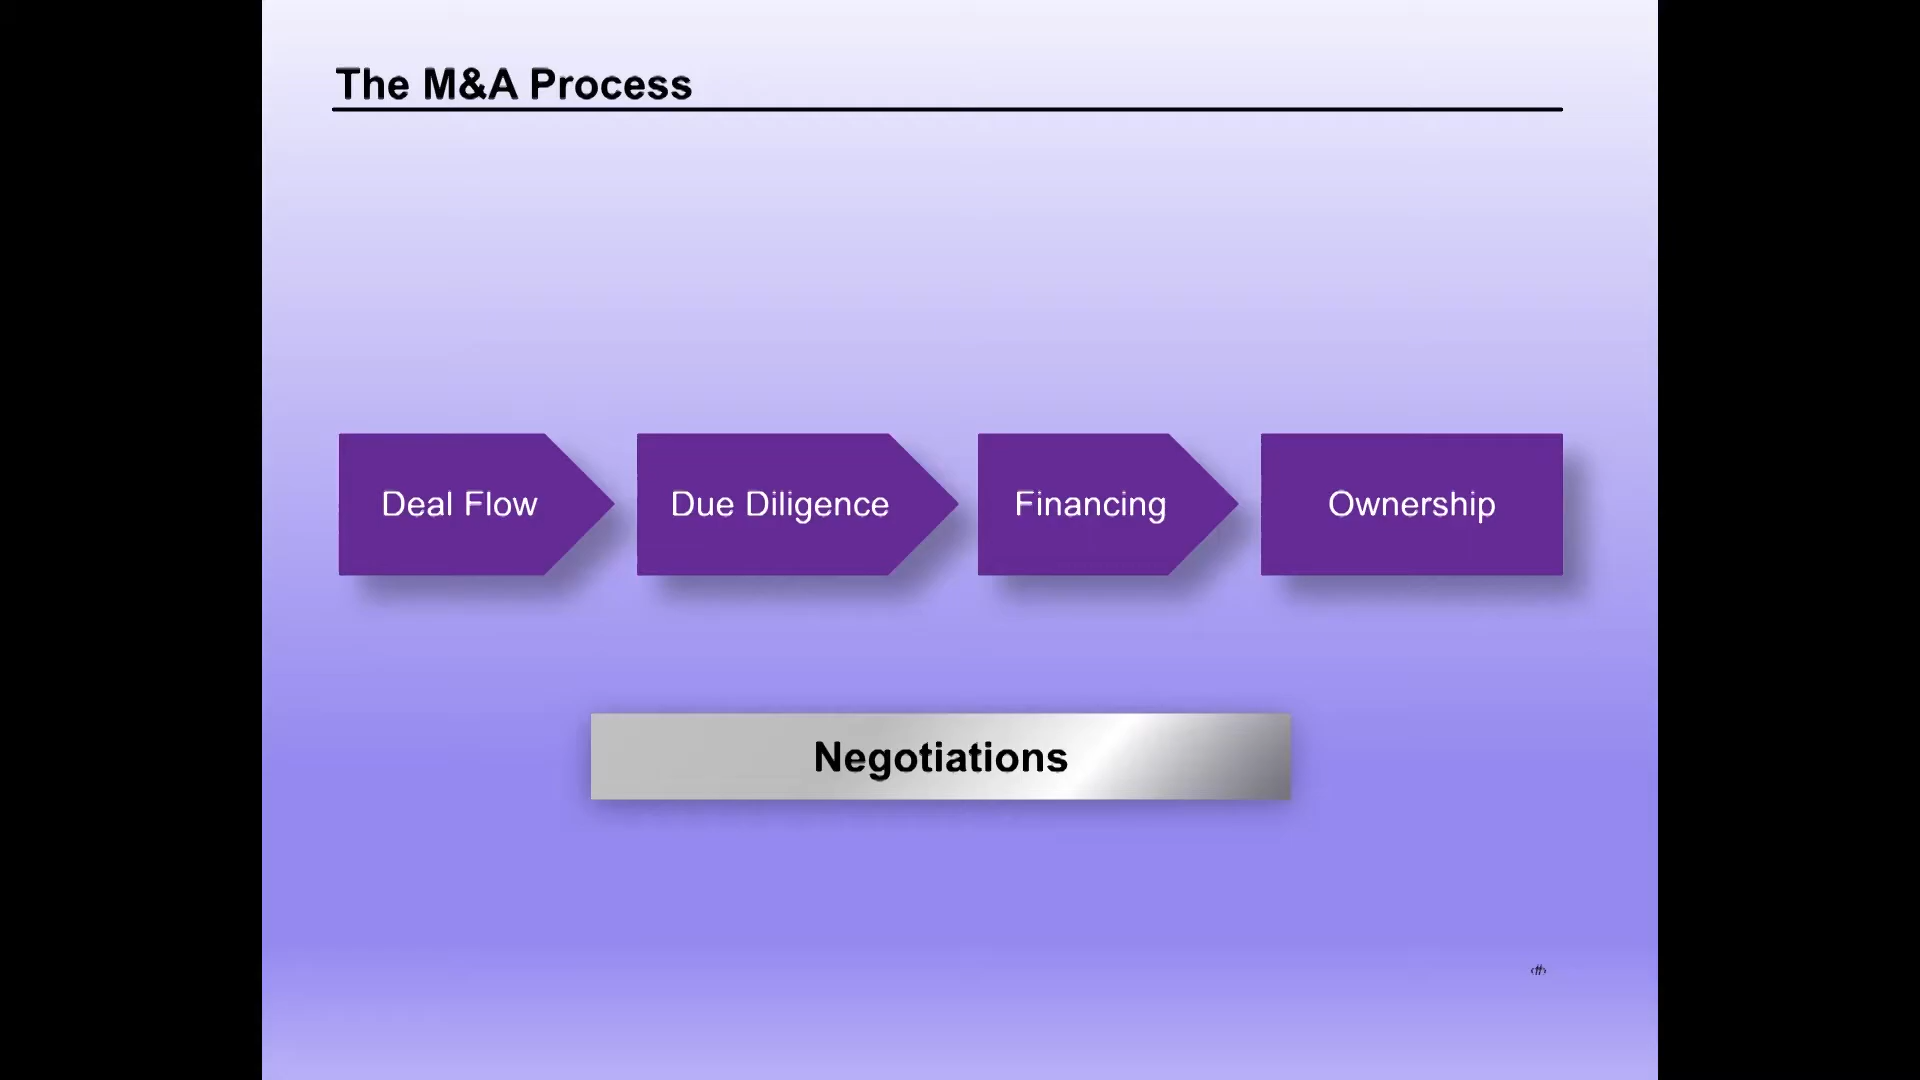 The M&A Process
Deal Flow
Due Diligence
Financing
Ownership
Negotiations
‹#›